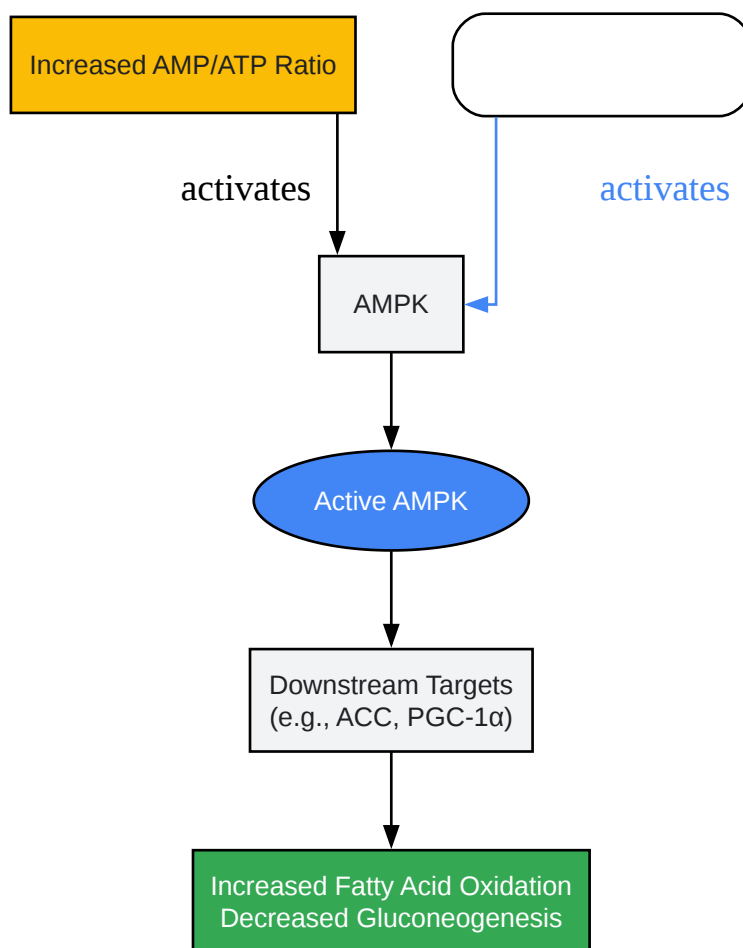 Increased AMP/ATP Ratio
activates
activates
AMPK
Active AMPK
Downstream Targets
(e.g., ACC, PGC-1α)
Increased Fatty Acid Oxidation
Decreased Gluconeogenesis